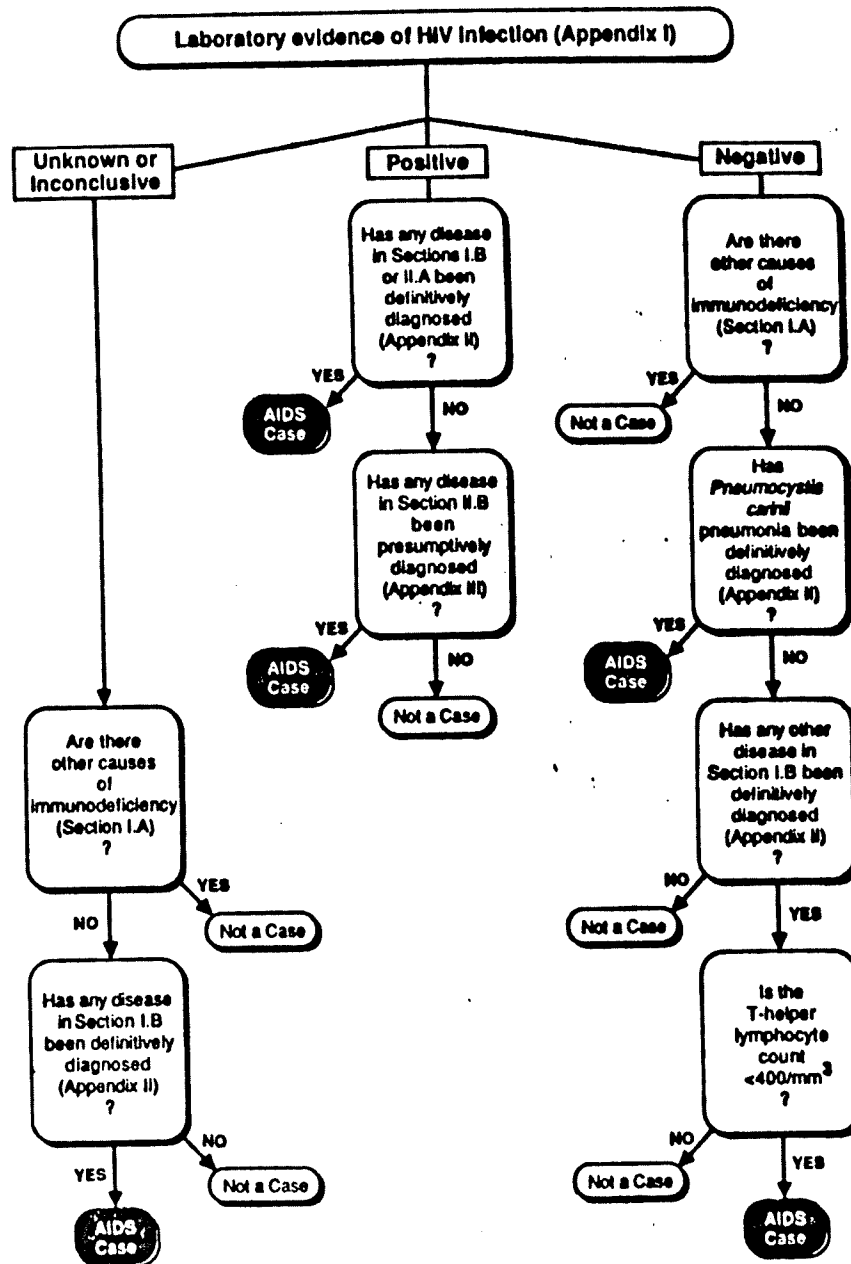 Laboratory evidence of HIV infection (Appendix I)
Unknown or
Inconclusive
Positive
Negative
Has any disease
in Sections I.B
or II.A been
definitively
diagnosed
(Appendix II)
?
YES
AIDS
Case
NO
Has any disease
in Section II.B
been
presumptively
diagnosed
(Appendix III)
?
YES
AIDS
Case
NO
Not a Case
Are there
other causes
of
immunodeficiency
(Section I.A)
?
YES
Not a Case
NO
Has
Pneumocystis
carinii
pneumonia been
definitively
diagnosed
(Appendix II)
?
YES
AIDS
Case
NO
Has any other
disease in
Section I.B been
definitively
diagnosed
(Appendix II)
?
NO
Not a Case
YES
Is the
T-helper
lymphocyte
count
<400/mm³
?
NO
Not a Case
YES
AIDS
Case
Are there
other causes
of
immunodeficiency
(Section I.A)
?
YES
Not a Case
NO
Has any disease
in Section I.B
been definitively
diagnosed
(Appendix II)
?
NO
Not a Case
YES
AIDS
Case